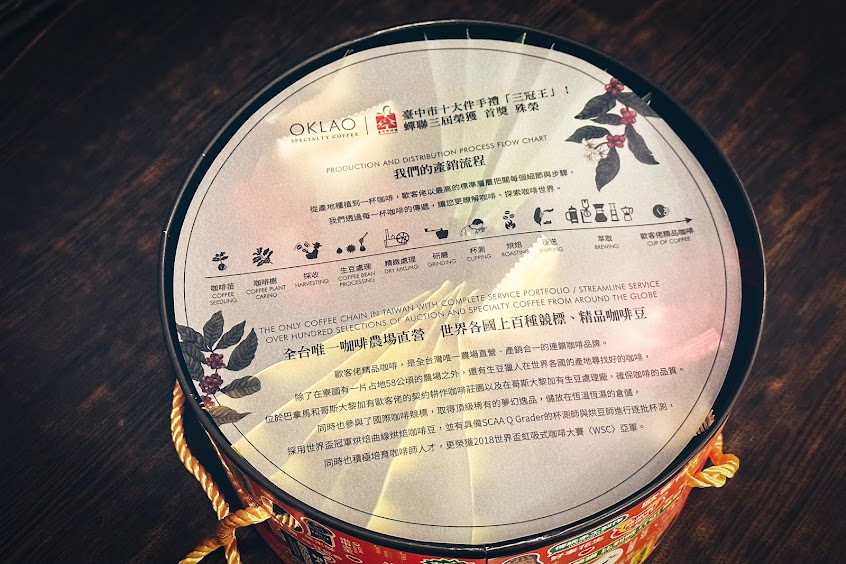 OKLAO
SPECIALTY COFFEE
臺中市十大伴手禮「三冠王」!
蟬聯三屆榮獲 首獎 殊榮
PRODUCTION AND DISTRIBUTION PROCESS FLOW CHART
我們的產銷流程
從產地種植到一杯咖啡,歐客佬以最高的標準層層把關每個細節與步驟,
我們透過每一杯咖啡的傳遞,讓您更瞭解咖啡、探索咖啡世界。
咖啡苗
COFFEE
SEEDLING
咖啡樹
COFFEE PLANT
CARING
採收
HARVESTING
生豆處理
COFFEE BEAN
PROCESSING
精緻處理
DRY MILLING
研磨
GRINDING
杯測
CUPPING
烘焙
ROASTING
萃取
BREWING
歐客佬精品咖啡
CUP OF COFFEE
THE ONLY COFFEE CHAIN IN TAIWAN WITH COMPLETE SERVICE PORTFOLIO / STREAMLINE SERVICE
OVER HUNDRED SELECTIONS OF AUCTION AND SPECIALTY COFFEE FROM AROUND THE GLOBE
全台唯一咖啡農場直營 世界各國上百種競標、精品咖啡豆
歐客佬精品咖啡,是全台灣唯一農場直營、產銷合一的連鎖咖啡品牌。
除了在寮國有一片占地58公頃的農場之外,還有生豆獵人在世界各國的產地尋找好的咖啡,
位於巴拿馬和哥斯大黎加有歐客佬的契約耕作咖啡莊園以及在哥斯大黎加有生豆處理廠,確保咖啡的品質。
同時也參與了國際咖啡競標,取得頂級稀有的夢幻逸品,儲放在恆溫恆濕的倉儲,
採用世界盃冠軍烘焙曲線烘焙咖啡豆,並有具備SCAA Q Grader的杯測師與烘豆師進行逐批杯測,
同時也積極培育咖啡師人才,更榮獲2018世界盃虹吸式咖啡大賽〈WSC〉亞軍。